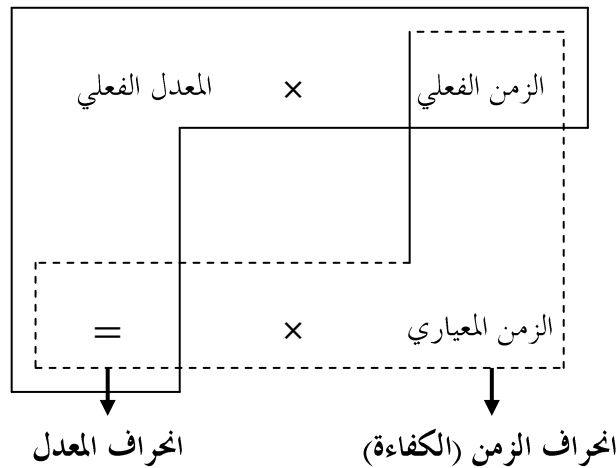 الزمن الفعلي × المعدل الفعلي
الزمن المعياري × =
انحراف الزمن (الكفاءة) انحراف المعدل